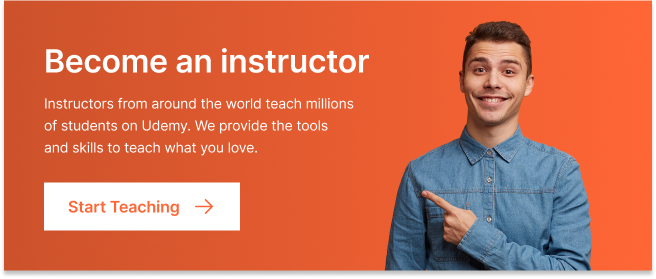 Become an instructor
Instructors from around the world teach millions
of students on Udemy. We provide the tools
and skills to teach what you love.
Start Teaching